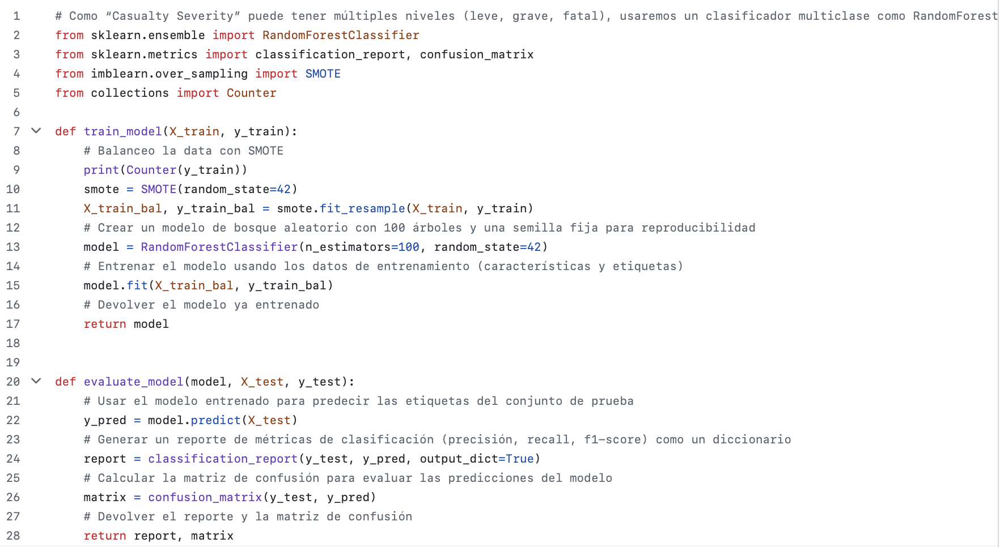 1 # Como “Casualty Severity” puede tener múltiples niveles (leve, grave, fatal), usaremos un clasificador multiclase como RandomForest
2 from sklearn.ensemble import RandomForestClassifier
3 from sklearn.metrics import classification_report, confusion_matrix
4 from imblearn.over_sampling import SMOTE
5 from collections import Counter
6
7 def train_model(X_train, y_train):
8     # Balanceo la data con SMOTE
9     print(Counter(y_train))
10     smote = SMOTE(random_state=42)
11     X_train_bal, y_train_bal = smote.fit_resample(X_train, y_train)
12     # Crear un modelo de bosque aleatorio con 100 árboles y una semilla fija para reproducibilidad
13     model = RandomForestClassifier(n_estimators=100, random_state=42)
14     # Entrenar el modelo usando los datos de entrenamiento (características y etiquetas)
15     model.fit(X_train_bal, y_train_bal)
16     # Devolver el modelo ya entrenado
17     return model
18
19
20 def evaluate_model(model, X_test, y_test):
21     # Usar el modelo entrenado para predecir las etiquetas del conjunto de prueba
22     y_pred = model.predict(X_test)
23     # Generar un reporte de métricas de clasificación (precisión, recall, f1-score) como un diccionario
24     report = classification_report(y_test, y_pred, output_dict=True)
25     # Calcular la matriz de confusión para evaluar las predicciones del modelo
26     matrix = confusion_matrix(y_test, y_pred)
27     # Devolver el reporte y la matriz de confusión
28     return report, matrix